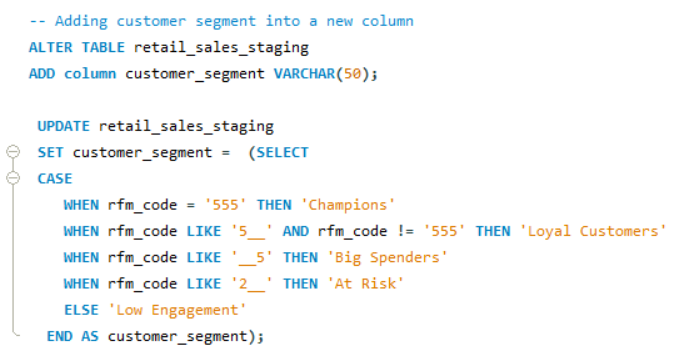 -- Adding customer segment into a new column
ALTER TABLE retail_sales_staging
ADD column customer_segment VARCHAR(50);
UPDATE retail_sales_staging
SET customer_segment =  (SELECT
CASE
WHEN rfm_code = '555' THEN 'Champions'
WHEN rfm_code LIKE '5__' AND rfm_code != '555' THEN 'Loyal Customers'
WHEN rfm_code LIKE '__5' THEN 'Big Spenders'
WHEN rfm_code LIKE '2__' THEN 'At Risk'
ELSE 'Low Engagement'
END AS customer_segment);